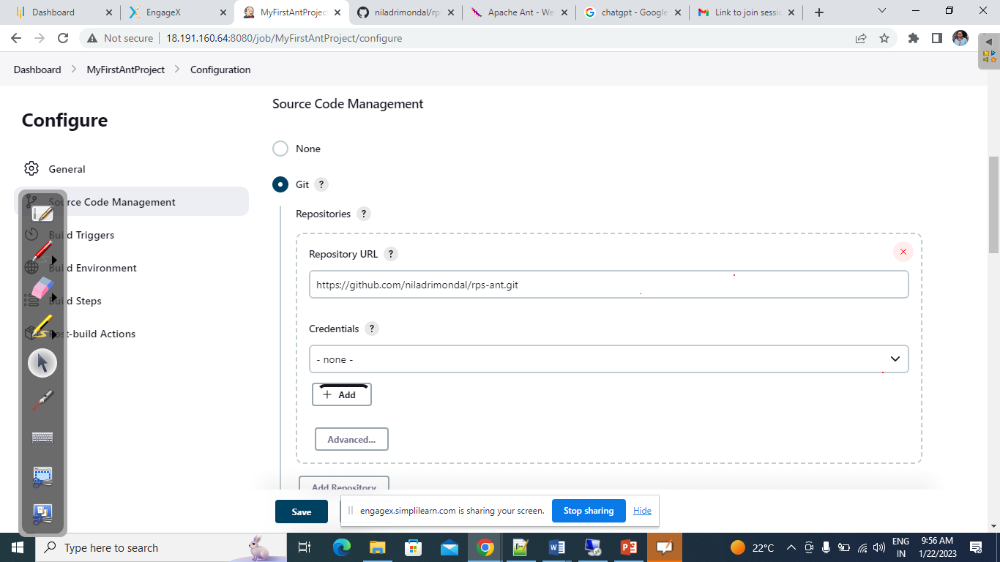 Dashboard
EngageX
MyFirstAntProjec
niladrimondal/rp
Apache Ant - We
chatgpt - Google
Link to join sessi
Not secure
18.191.160.64:8080/job/MyFirstAntProject/configure
Dashboard
MyFirstAntProject
Configuration
Configure
General
Source Code Management
Build Triggers
Build Environment
Build Steps
Post-build Actions
Source Code Management
None
Git ?
Repositories ?
Repository URL ?
https://github.com/niladrimondal/rps-ant.git
Credentials ?
- none -
Add
Advanced...
Add Repository
Save
engagex.simplilearn.com is sharing your screen.
Stop sharing
Hide
Type here to search
22°C
ENG
IN
9:56 AM
1/22/2023